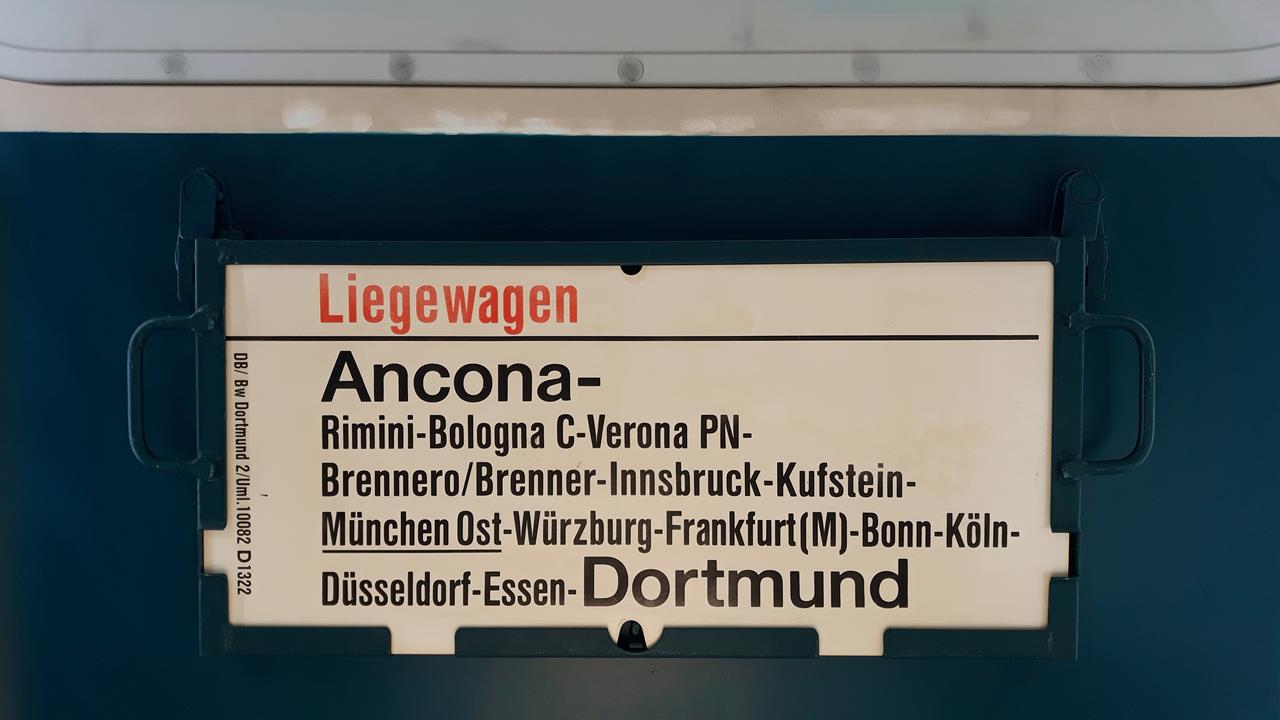 Liegewagen
Ancona-
Rimini-Bologna C-Verona PN-
Brennero/Brenner-Innsbruck-Kufstein-
München Ost-Würzburg-Frankfurt(M)-Bonn-Köln-
Düsseldorf-Essen-Dortmund
DB/ Bw Dortmund 2/Uml.10082 D1322